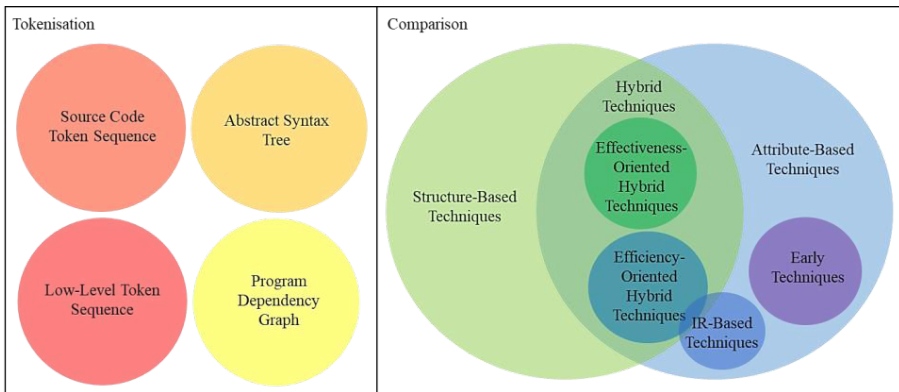 Tokenisation
Source Code
Token Sequence
Abstract Syntax
Tree
Low-Level Token
Sequence
Program
Dependency
Graph
Comparison
Structure-Based
Techniques
Hybrid
Techniques
Effectiveness-
Oriented
Hybrid
Techniques
Efficiency-
Oriented
Hybrid
Techniques
Attribute-Based
Techniques
Early
Techniques
IR-Based
Techniques